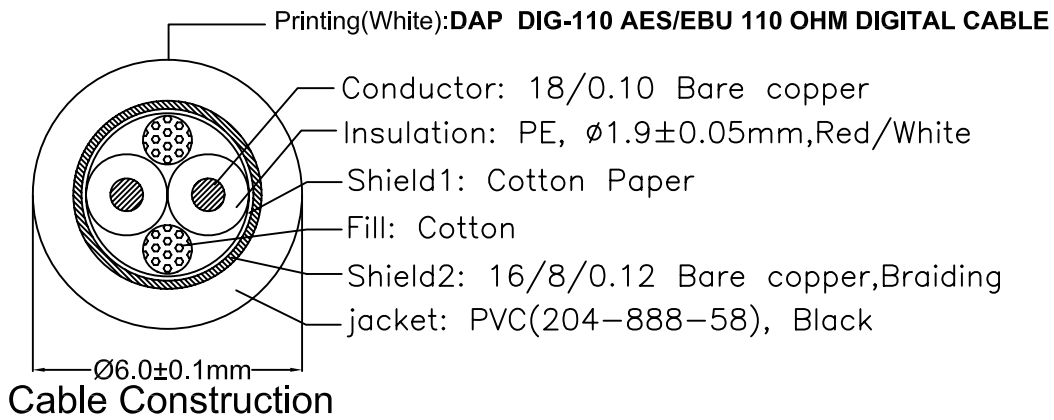 Printing(White):DAP DIG-110 AES/EBU 110 OHM DIGITAL CABLE
Conductor: 18/0.10 Bare copper
Insulation: PE, ø1.9±0.05mm,Red/White
Shield1: Cotton Paper
Fill: Cotton
Shield2: 16/8/0.12 Bare copper,Braiding
jacket: PVC(204-888-58), Black
Ø6.0±0.1mm
Cable Construction